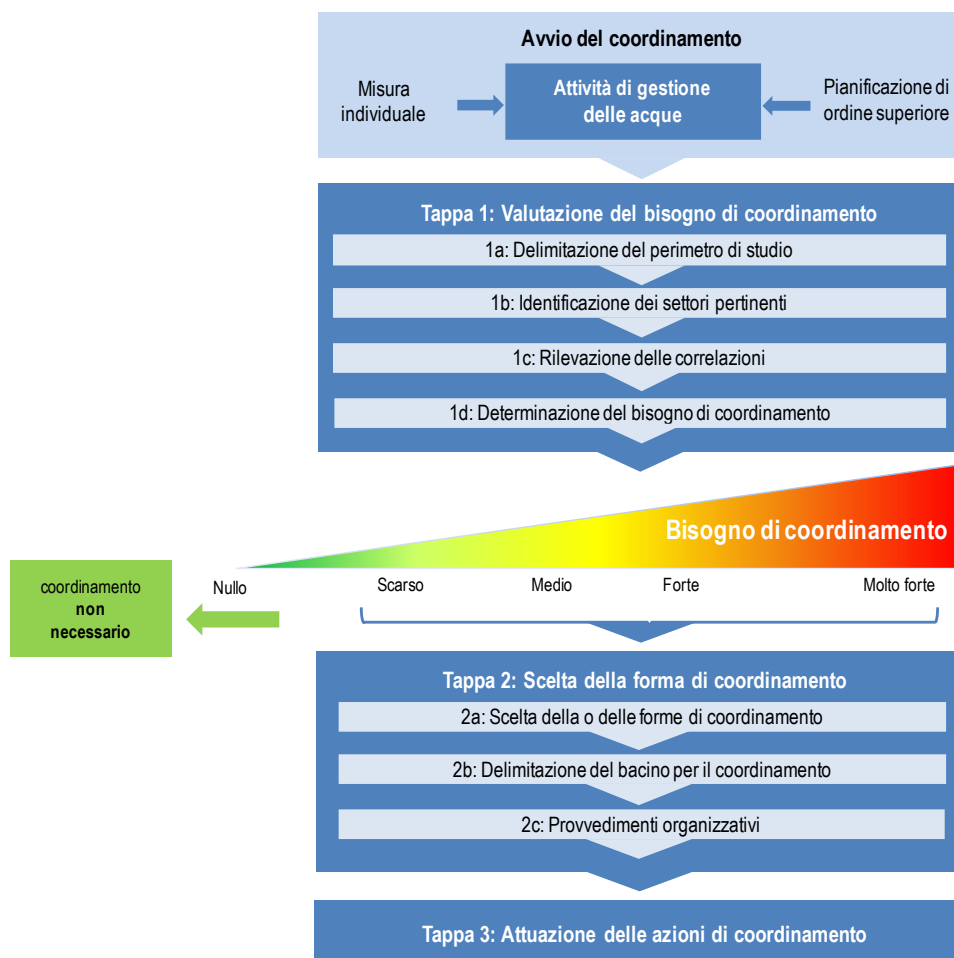 Avvio del coordinamento
Misura
individuale
Attività di gestione
delle acque
Pianificazione di
ordine superiore
Tappa 1: Valutazione del bisogno di coordinamento
1a: Delimitazione del perimetro di studio
1b: Identificazione dei settori pertinenti
1c: Rilevazione delle correlazioni
1d: Determinazione del bisogno di coordinamento
Bisogno di coordinamento
coordinamento
non
necessario
Nullo
Scarso
Medio
Forte
Molto forte
Tappa 2: Scelta della forma di coordinamento
2a: Scelta della o delle forme di coordinamento
2b: Delimitazione del bacino per il coordinamento
2c: Provvedimenti organizzativi
Tappa 3: Attuazione delle azioni di coordinamento